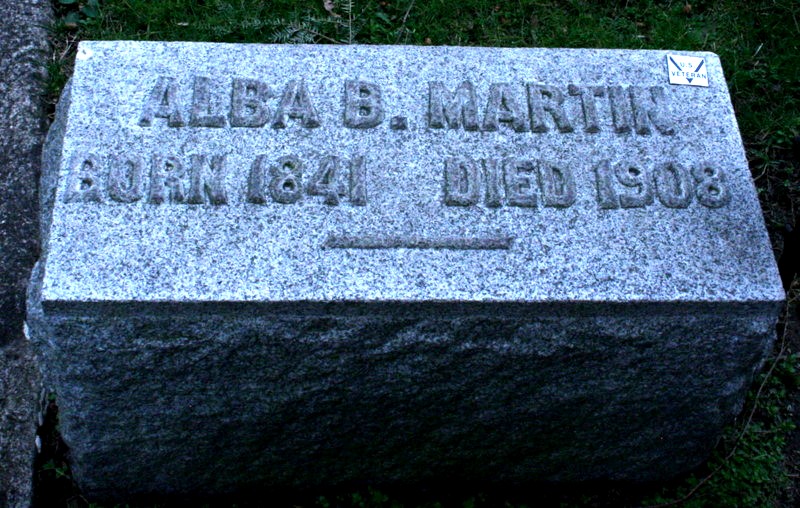 ALBA B. MARTIN
BORN 1841 DIED 1908
U.S.
VETERAN